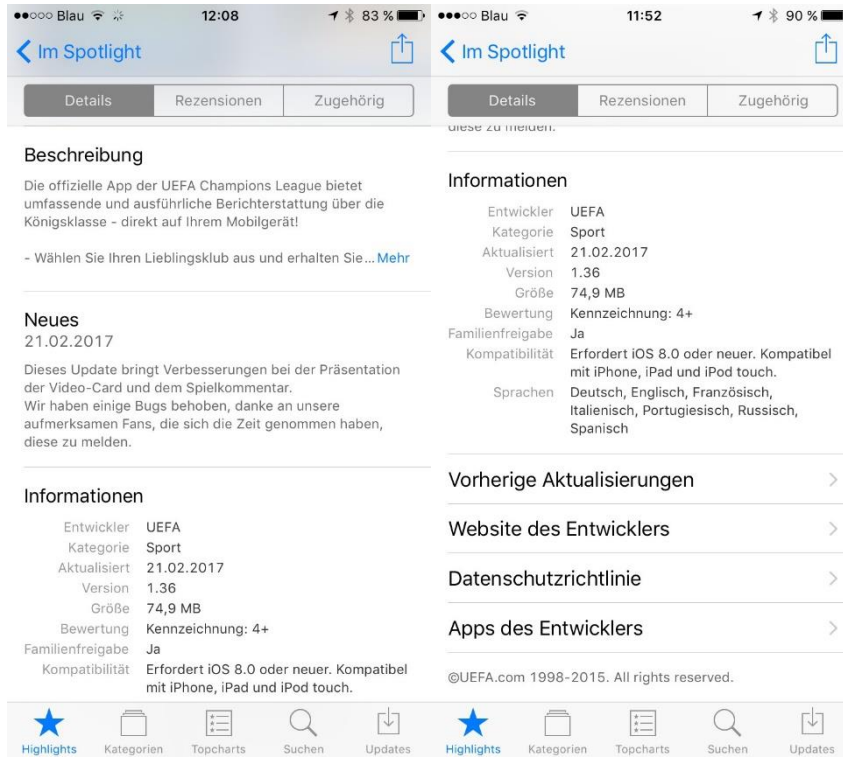 Blau 12:08 83 %
Im Spotlight
Details Rezensionen Zugehörig
Beschreibung
Die offizielle App der UEFA Champions League bietet
umfassende und ausführliche Berichterstattung über die
Königsklasse - direkt auf Ihrem Mobilgerät!
- Wählen Sie Ihren Lieblingsklub aus und erhalten Sie... Mehr
Neues
21.02.2017
Dieses Update bringt Verbesserungen bei der Präsentation
der Video-Card und dem Spielkommentar.
Wir haben einige Bugs behoben, danke an unsere
aufmerksamen Fans, die sich die Zeit genommen haben,
diese zu melden.
Informationen
Entwickler UEFA
Kategorie Sport
Aktualisiert 21.02.2017
Version 1.36
Größe 74,9 MB
Bewertung Kennzeichnung: 4+
Familienfreigabe Ja
Kompatibilität Erfordert iOS 8.0 oder neuer. Kompatibel
mit iPhone, iPad und iPod touch.
Highlights Kategorien Topcharts Suchen Updates
Blau 11:52 90 %
Im Spotlight
Details Rezensionen Zugehörig
diese zu melden.
Informationen
Entwickler UEFA
Kategorie Sport
Aktualisiert 21.02.2017
Version 1.36
Größe 74,9 MB
Bewertung Kennzeichnung: 4+
Familienfreigabe Ja
Kompatibilität Erfordert iOS 8.0 oder neuer. Kompatibel
mit iPhone, iPad und iPod touch.
Sprachen Deutsch, Englisch, Französisch,
Italienisch, Portugiesisch, Russisch,
Spanisch
Vorherige Aktualisierungen
Website des Entwicklers
Datenschutzrichtlinie
Apps des Entwicklers
©UEFA.com 1998-2015. All rights reserved.
Highlights Kategorien Topcharts Suchen Updates